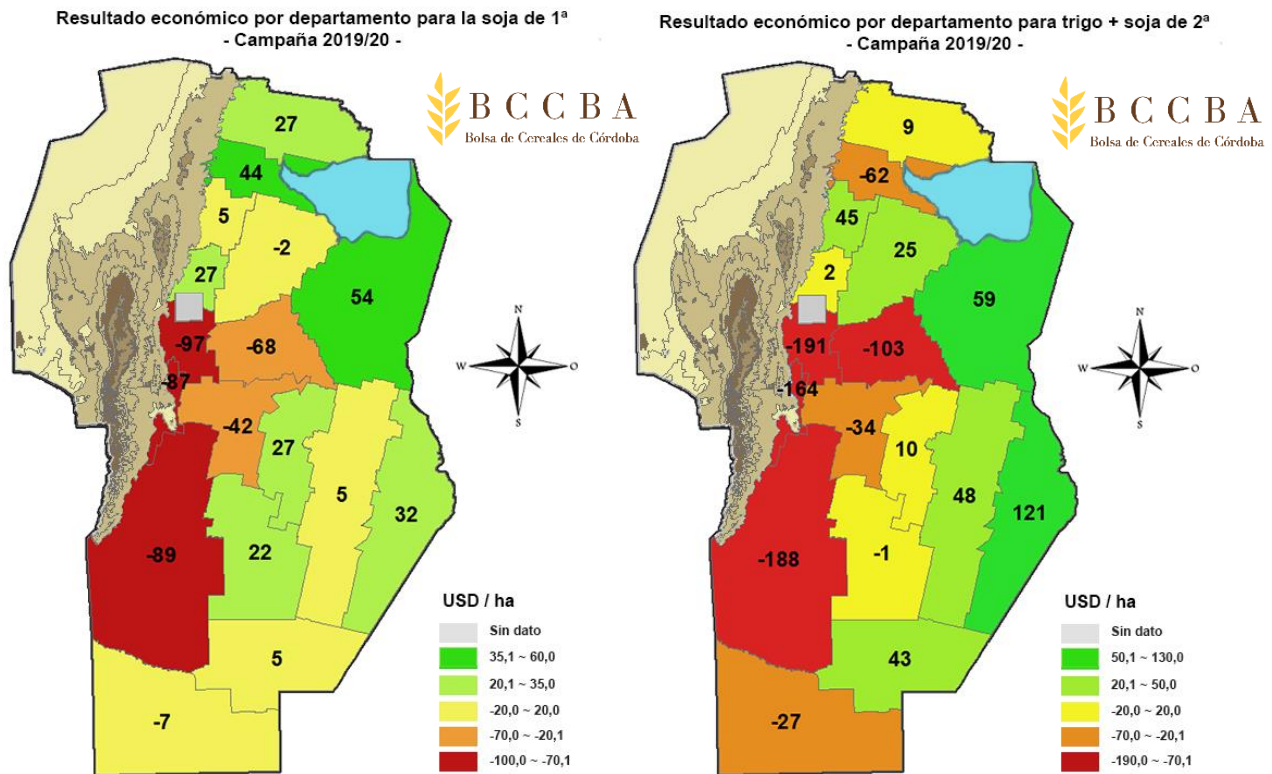 Resultado económico por departamento para la soja de 1ª
- Campaña 2019/20 -
BCCBA
Bolsa de Cereales de Córdoba
27
44
5
-2
27
54
-97
-68
-87
-42
27
5
32
-89
22
5
-7
N
W
O
S
USD / ha
Sin dato
35,1 ~ 60,0
20,1 ~ 35,0
-20,0 ~ 20,0
-70,0 ~ -20,1
-100,0 ~ -70,1
Resultado económico por departamento para trigo + soja de 2ª
- Campaña 2019/20 -
BCCBA
Bolsa de Cereales de Córdoba
9
-62
45
25
2
59
-191
-103
-164
-34
10
48
121
-188
-1
43
-27
N
W
O
S
USD / ha
Sin dato
50,1 ~ 130,0
20,1 ~ 50,0
-20,0 ~ 20,0
-70,0 ~ -20,1
-190,0 ~ -70,1